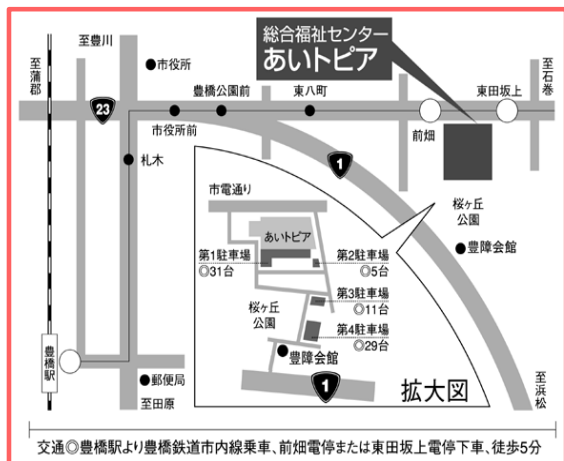 総合福祉センター
あいトピア
至豊川
市役所
至蒲郡
23
豊橋公園前
東八町
東田坂上
至石巻
市役所前
前畑
札木
1
市電通り
あいトピア
桜ヶ丘
公園
豊障会館
第1駐車場
◎31台
第2駐車場
◎5台
第3駐車場
◎11台
桜ヶ丘
公園
第4駐車場
◎29台
豊障会館
1
拡大図
豊橋駅
郵便局
至田原
至浜松
交通◎豊橋駅より豊橋鉄道市内線乗車、前畑電停または東田坂上電停下車、徒歩5分